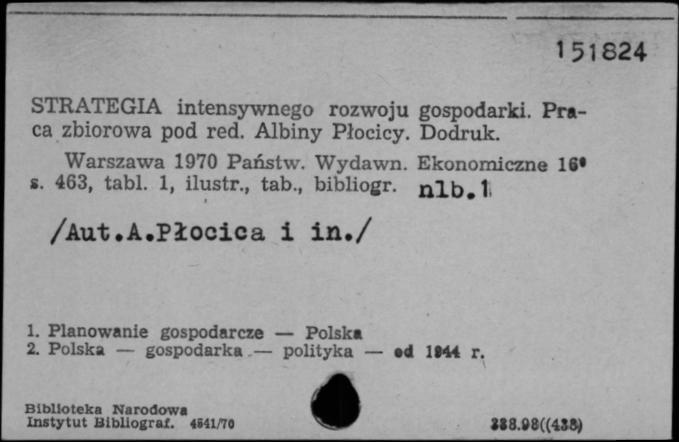 151824
STRATEGIA intensywnego rozwoju gospodarki. Pra-
ca zbiorowa pod red. Albiny Płocicy. Dodruk.
Warszawa 1970 Państw. Wydawn. Ekonomiczne 16°
s. 463, tabl. 1, ilustr., tab., bibliogr. nlb.1
/Aut.A.Płocica i in./
1. Planowanie gospodarcze — Polska
2. Polska — gospodarka — polityka — od 1944 r.
Biblioteka Narodowa
Instytut Bibliograf. 4541/70 338.98((438)